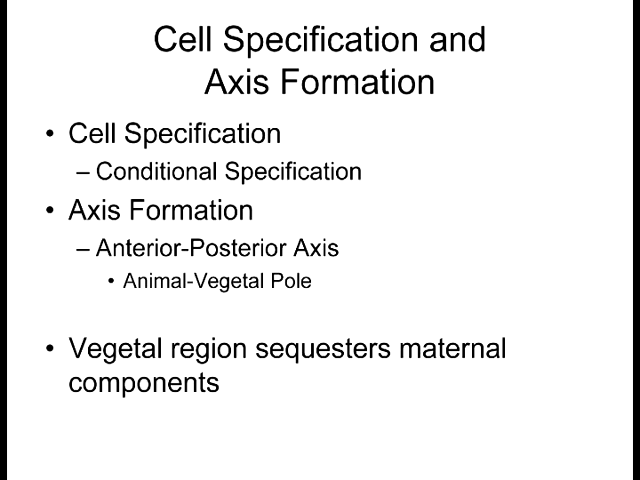 Cell Specification and
Axis Formation
• Cell Specification
– Conditional Specification
• Axis Formation
– Anterior-Posterior Axis
• Animal-Vegetal Pole
• Vegetal region sequesters maternal
components